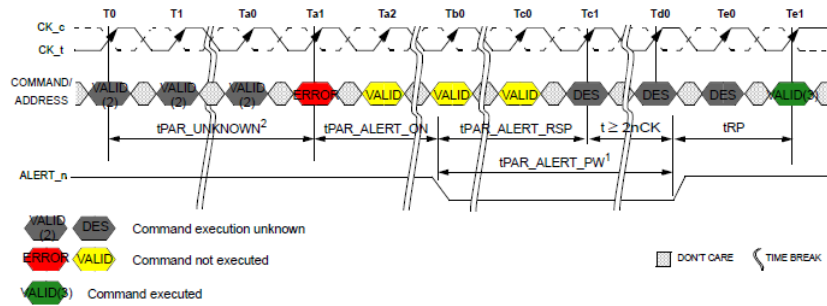 T0 T1 Ta0 Ta1 Ta2 Tb0 Tc0 Tc1 Td0 Te0 Te1
CK_c
CK_t
COMMAND/
ADDRESS
VALID (2) VALID (2) VALID (2) ERROR VALID VALID VALID DES DES DES VALID(3)
tPAR_UNKNOWN² tPAR_ALERT_ON tPAR_ALERT_RSP t ≥ 2nCK tRP
tPAR_ALERT_PW¹
ALERT_n
VALID (2) DES Command execution unknown
ERROR VALID Command not executed
DON'T CARE TIME BREAK
VALID(3) Command executed